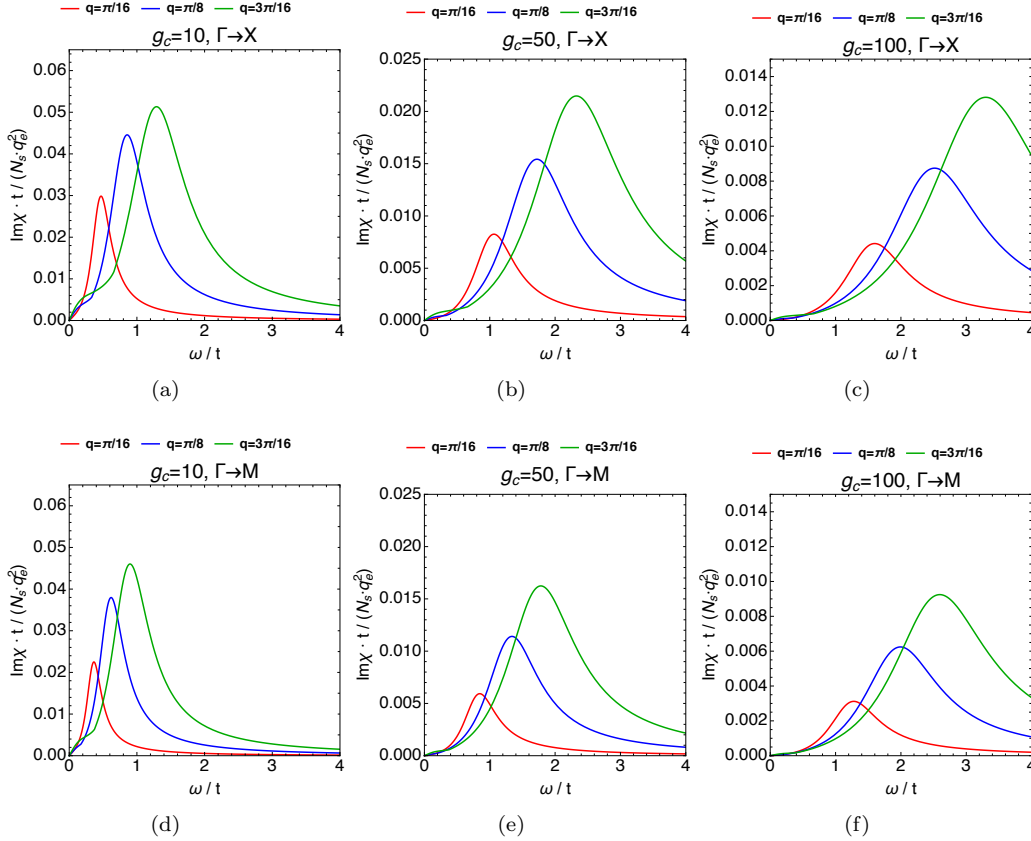 q=π/16 q=π/8 q=3π/16
g_c=10, Γ→X
Imχ · t / (N_s·q_e^2)
0.06
0.05
0.04
0.03
0.02
0.01
0.00
0 1 2 3 4
ω / t
(a)
q=π/16 q=π/8 q=3π/16
g_c=50, Γ→X
Imχ · t / (N_s·q_e^2)
0.025
0.020
0.015
0.010
0.005
0.000
0 1 2 3 4
ω / t
(b)
q=π/16 q=π/8 q=3π/16
g_c=100, Γ→X
Imχ · t / (N_s·q_e^2)
0.014
0.012
0.010
0.008
0.006
0.004
0.002
0.000
0 1 2 3 4
ω / t
(c)
q=π/16 q=π/8 q=3π/16
g_c=10, Γ→M
Imχ · t / (N_s·q_e^2)
0.06
0.05
0.04
0.03
0.02
0.01
0.00
0 1 2 3 4
ω / t
(d)
q=π/16 q=π/8 q=3π/16
g_c=50, Γ→M
Imχ · t / (N_s·q_e^2)
0.025
0.020
0.015
0.010
0.005
0.000
0 1 2 3 4
ω / t
(e)
q=π/16 q=π/8 q=3π/16
g_c=100, Γ→M
Imχ · t / (N_s·q_e^2)
0.014
0.012
0.010
0.008
0.006
0.004
0.002
0.000
0 1 2 3 4
ω / t
(f)